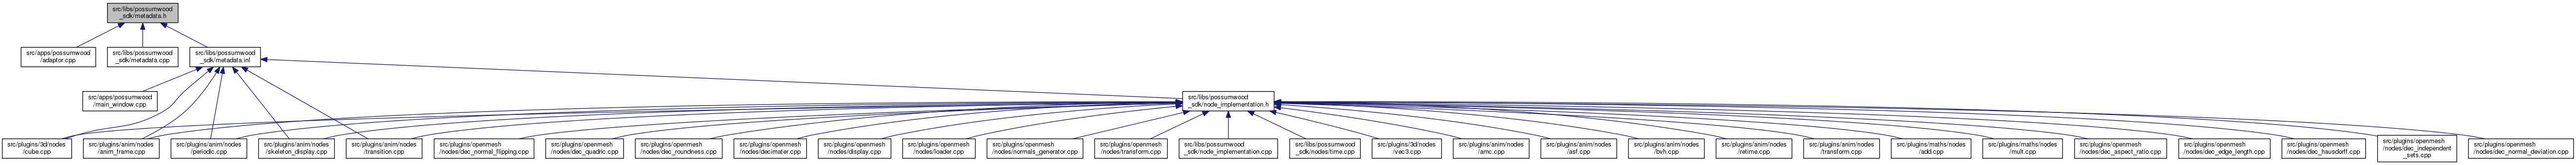 src/libs/possumwood
_sdk/metadata.h
src/apps/possumwood
/adaptor.cpp
src/libs/possumwood
_sdk/metadata.cpp
src/libs/possumwood
_sdk/metadata.inl
src/apps/possumwood
/main_window.cpp
src/libs/possumwood
_sdk/node_implementation.h
src/plugins/3d/nodes
/cube.cpp
src/plugins/anim/nodes
/anim_frame.cpp
src/plugins/anim/nodes
/periodic.cpp
src/plugins/anim/nodes
/skeleton_display.cpp
src/plugins/anim/nodes
/transition.cpp
src/plugins/openmesh
/nodes/dec_normal_flipping.cpp
src/plugins/openmesh
/nodes/dec_quadric.cpp
src/plugins/openmesh
/nodes/dec_roundness.cpp
src/plugins/openmesh
/nodes/decimater.cpp
src/plugins/openmesh
/nodes/display.cpp
src/plugins/openmesh
/nodes/loader.cpp
src/plugins/openmesh
/nodes/normals_generator.cpp
src/plugins/openmesh
/nodes/transform.cpp
src/libs/possumwood
_sdk/node_implementation.cpp
src/libs/possumwood
_sdk/nodes/time.cpp
src/plugins/3d/nodes
/vec3.cpp
src/plugins/anim/nodes
/amc.cpp
src/plugins/anim/nodes
/asf.cpp
src/plugins/anim/nodes
/bvh.cpp
src/plugins/anim/nodes
/retime.cpp
src/plugins/anim/nodes
/transform.cpp
src/plugins/maths/nodes
/add.cpp
src/plugins/maths/nodes
/mult.cpp
src/plugins/openmesh
/nodes/dec_aspect_ratio.cpp
src/plugins/openmesh
/nodes/dec_edge_length.cpp
src/plugins/openmesh
/nodes/dec_hausdorff.cpp
src/plugins/openmesh
/nodes/dec_independent
_sets.cpp
src/plugins/openmesh
/nodes/dec_normal_deviation.cpp